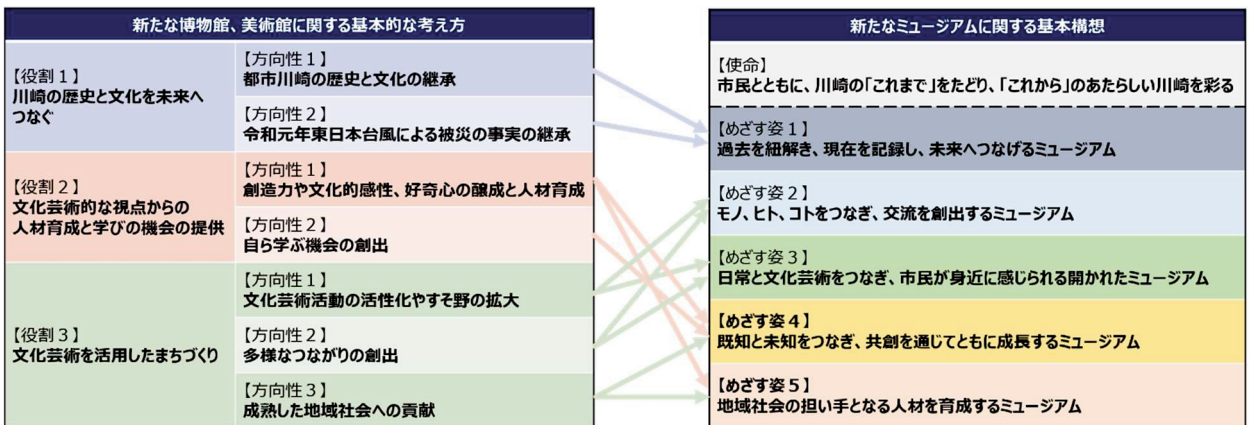 新たな博物館、美術館に関する基本的な考え方
【役割1】
川崎の歴史と文化を未来へ
つなぐ
【方向性1】
都市川崎の歴史と文化の継承
【方向性2】
令和元年東日本台風による被災の事実の継承
【役割2】
文化芸術的な視点からの
人材育成と学びの機会の提供
【方向性1】
創造力や文化的感性、好奇心の醸成と人材育成
【方向性2】
自ら学ぶ機会の創出
【役割3】
文化芸術を活用したまちづくり
【方向性1】
文化芸術活動の活性化やすそ野の拡大
【方向性2】
多様なつながりの創出
【方向性3】
成熟した地域社会への貢献
新たなミュージアムに関する基本構想
【使命】
市民とともに、川崎の「これまで」をたどり、「これから」のあたらしい川崎を彩る
【めざす姿1】
過去を紐解き、現在を記録し、未来へつなげるミュージアム
【めざす姿2】
モノ、ヒト、コトをつなぎ、交流を創出するミュージアム
【めざす姿3】
日常と文化芸術をつなぎ、市民が身近に感じられる開かれたミュージアム
【めざす姿4】
既知と未知をつなぎ、共創を通じてともに成長するミュージアム
【めざす姿5】
地域社会の担い手となる人材を育成するミュージアム